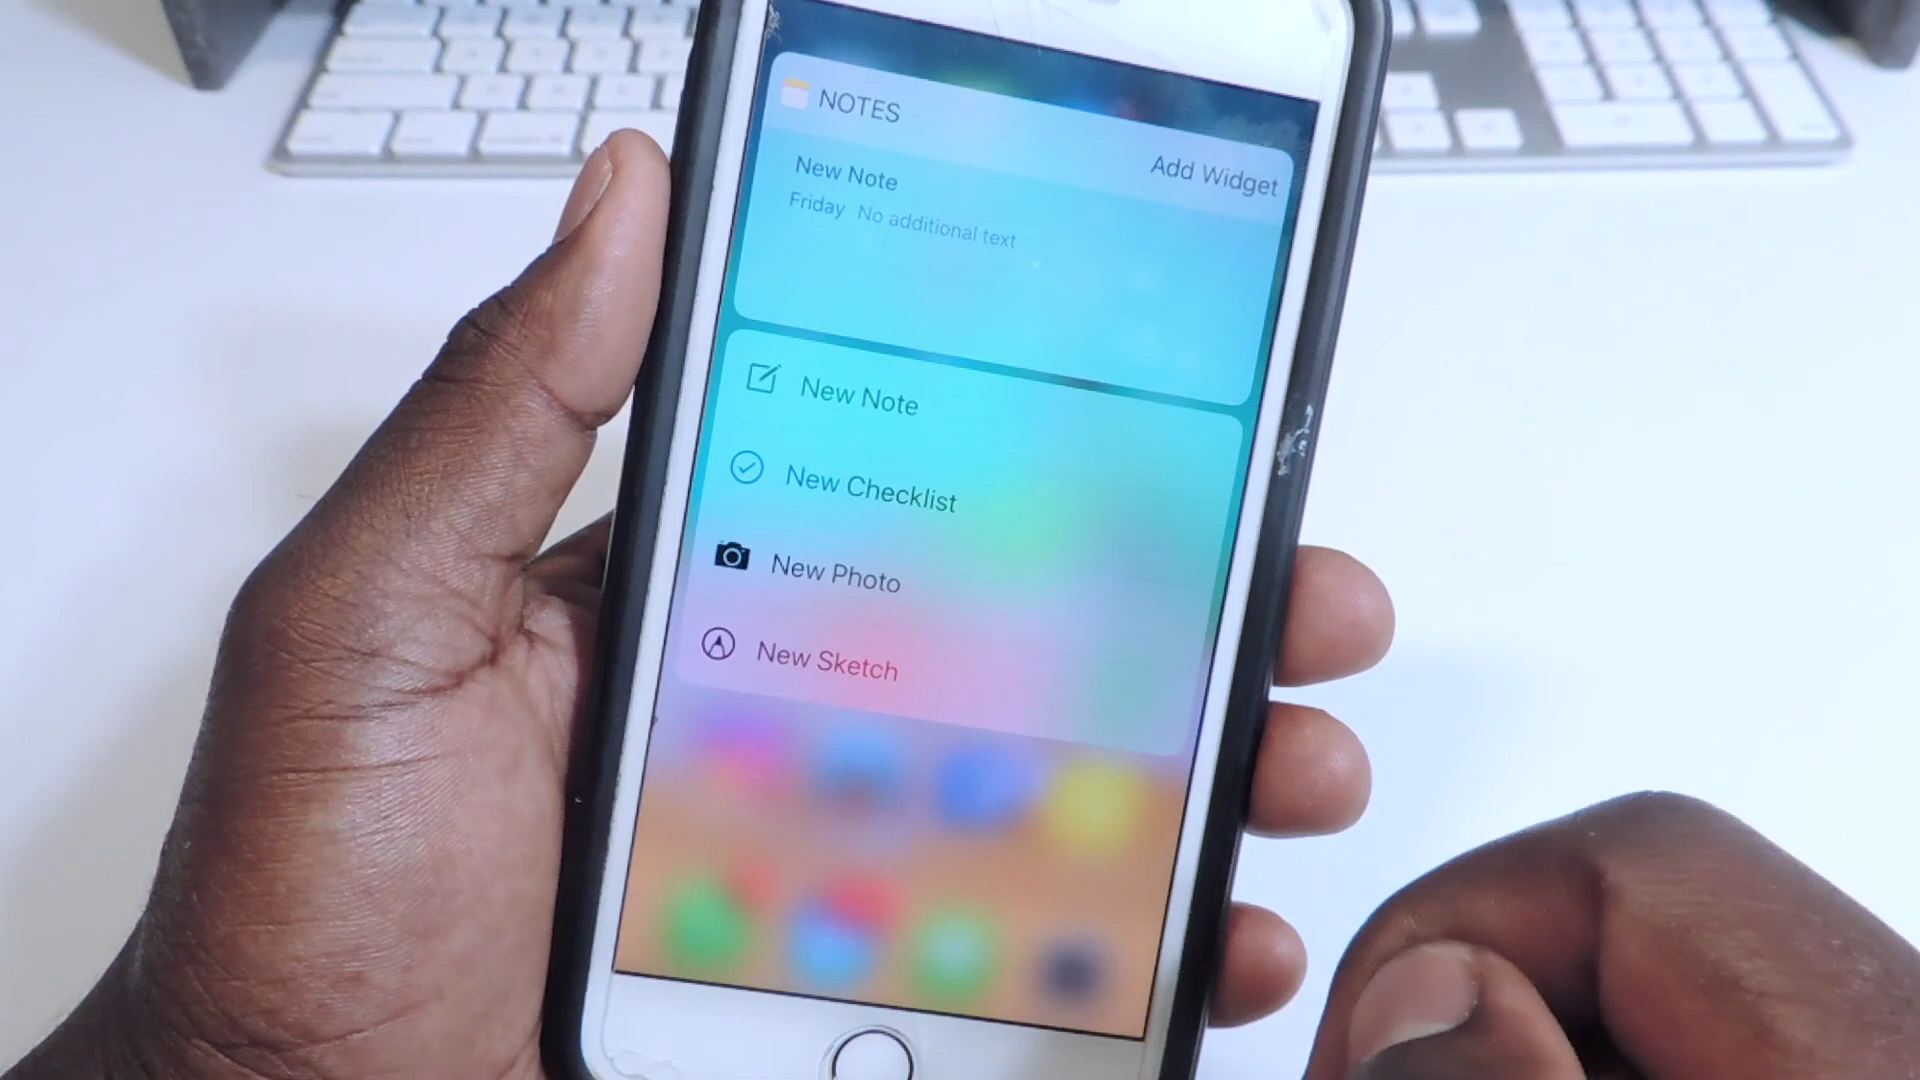 NOTES
Add Widget
New Note
Friday No additional text
New Note
New Checklist
New Photo
New Sketch